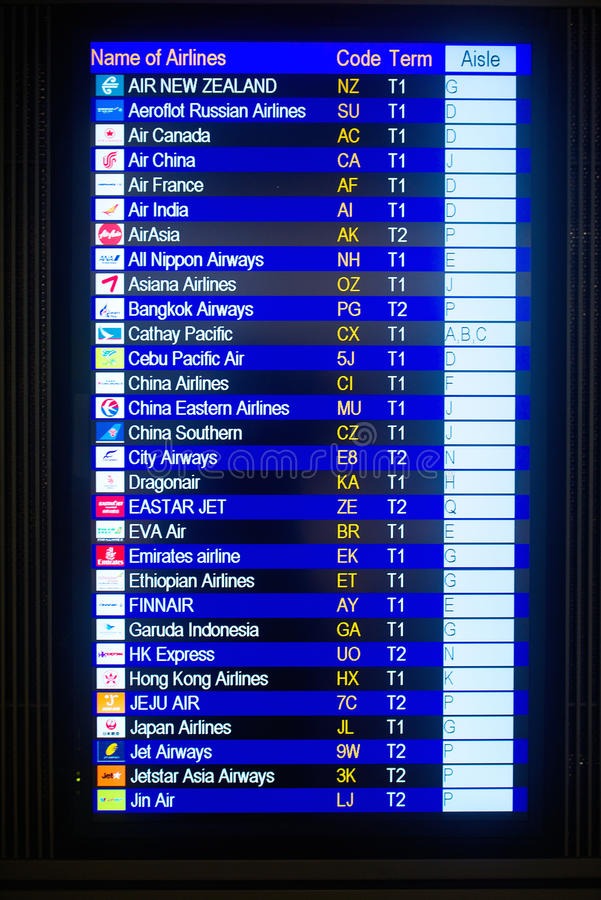 Name of Airlines Code Term Aisle
AIR NEW ZEALAND NZ T1 G
Aeroflot Russian Airlines SU T1 D
Air Canada AC T1 D
Air China CA T1 J
Air France AF T1 D
Air India AI T1 D
AirAsia AK T2 P
All Nippon Airways NH T1 E
Asiana Airlines OZ T1 J
Bangkok Airways PG T2 P
Cathay Pacific CX T1 A,B,C
Cebu Pacific Air 5J T1 D
China Airlines CI T1 F
China Eastern Airlines MU T1 J
China Southern CZ T1 J
City Airways E8 T2 N
Dragonair KA T1 H
EASTAR JET ZE T2 Q
EVA Air BR T1 E
Emirates airline EK T1 G
Ethiopian Airlines ET T1 G
FINNAIR AY T1 E
Garuda Indonesia GA T1 G
HK Express UO T2 N
Hong Kong Airlines HX T1 K
JEJU AIR 7C T2 P
Japan Airlines JL T1 G
Jet Airways 9W T2 P
Jetstar Asia Airways 3K T2 P
Jin Air LJ T2 P
dreamstime.com